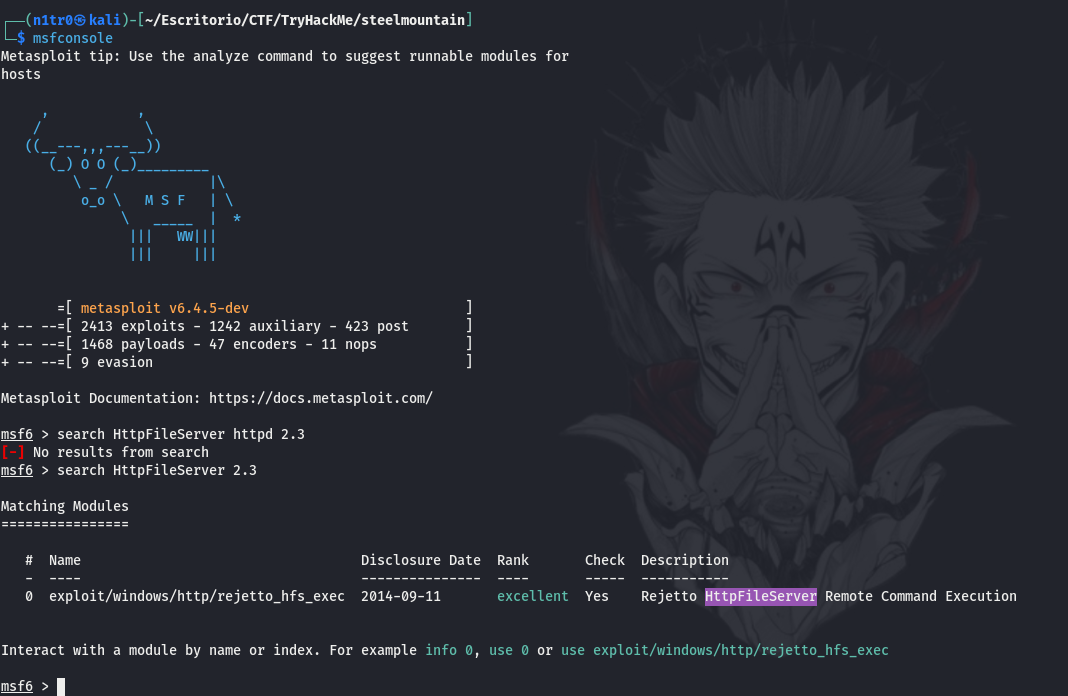 ┌──(n1tr0㉿kali)-[~/Escritorio/CTF/TryHackMe/steelmountain]
└─$ msfconsole
Metasploit tip: Use the analyze command to suggest runnable modules for
hosts
     ,           ,
    /             \
   ((__---,,,---__))
      (_) O O (_)_________
         \ _ /            |\
          o_o \   M S F   | \
               \   _____  |  *
                |||   WW|||
                |||     |||
       =[ metasploit v6.4.5-dev                           ]
+ -- --=[ 2413 exploits - 1242 auxiliary - 423 post       ]
+ -- --=[ 1468 payloads - 47 encoders - 11 nops           ]
+ -- --=[ 9 evasion                                       ]
Metasploit Documentation: https://docs.metasploit.com/
msf6 > search HttpFileServer httpd 2.3
[-] No results from search
msf6 > search HttpFileServer 2.3
Matching Modules
================
   #  Name                                   Disclosure Date  Rank       Check  Description
   -  ----                                   ---------------  ----       -----  -----------
   0  exploit/windows/http/rejetto_hfs_exec  2014-09-11       excellent  Yes    Rejetto HttpFileServer Remote Command Execution
Interact with a module by name or index. For example info 0, use 0 or use exploit/windows/http/rejetto_hfs_exec
msf6 >